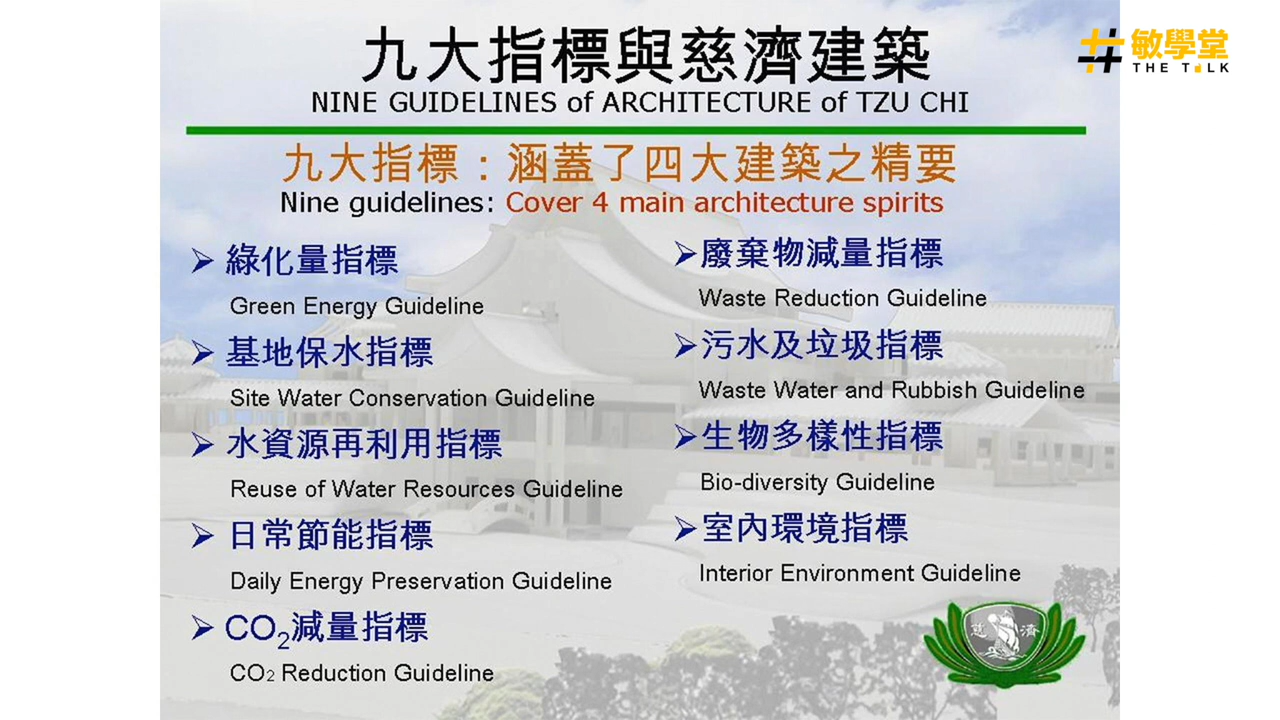 九大指標與慈濟建築
NINE GUIDELINES of ARCHITECTURE of TZU CHI
敏學堂
THE TALK
九大指標：涵蓋了四大建築之精要
Nine guidelines: Cover 4 main architecture spirits
綠化量指標
Green Energy Guideline
基地保水指標
Site Water Conservation Guideline
水資源再利用指標
Reuse of Water Resources Guideline
日常節能指標
Daily Energy Preservation Guideline
CO₂減量指標
CO₂ Reduction Guideline
廢棄物減量指標
Waste Reduction Guideline
污水及垃圾指標
Waste Water and Rubbish Guideline
生物多樣性指標
Bio-diversity Guideline
室內環境指標
Interior Environment Guideline
慈濟